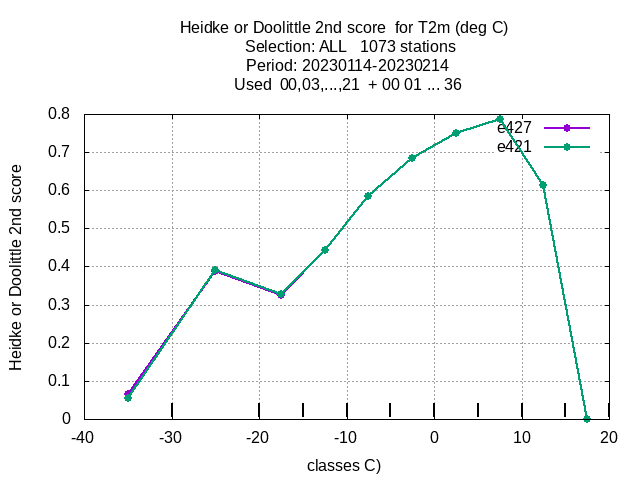 Heidke or Doolittle 2nd score  for T2m (deg C)
Selection: ALL   1073 stations
Period: 20230114-20230214
Used  00,03,...,21  + 00 01 ... 36
Heidke or Doolittle 2nd score
0.8
0.7
0.6
0.5
0.4
0.3
0.2
0.1
0
e427
e421
-40
-30
-20
-10
0
10
20
classes C)